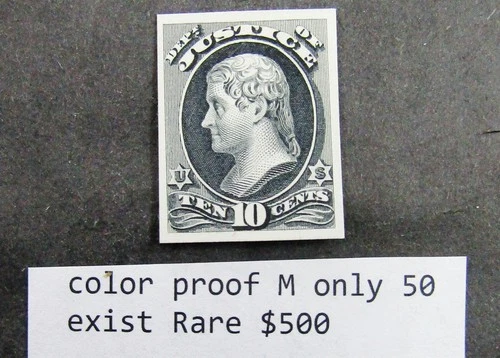 DEPT. OF
JUSTICE
U S
TEN 10 CENTS
color proof M only 50
exist Rare $500